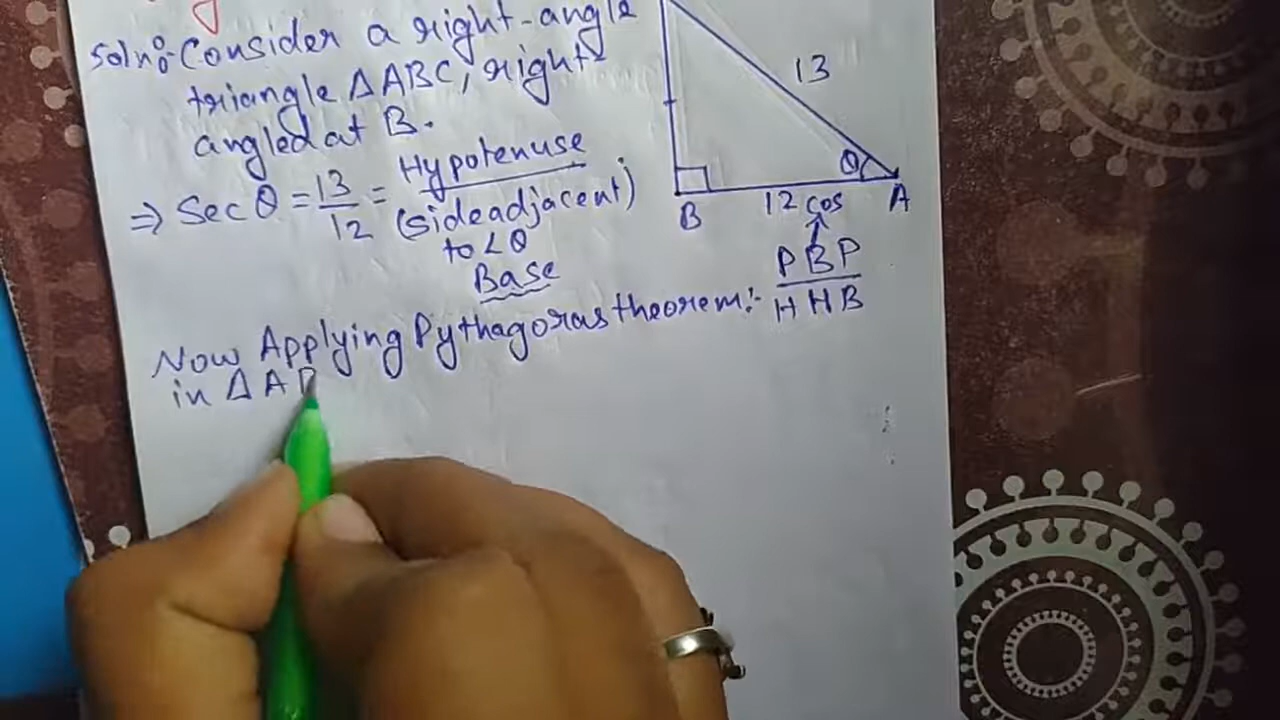 Soln:- Consider a right-angle
triangle ΔABC, right
angled at B.
⇒ Sec θ = 13/12 = Hypotenuse/(side adjacent)
to ∠θ
Base
13
θ
B 12 cos A
↑
P B P
H H B
Now Applying Pythagoras theorem:-
in Δ A B